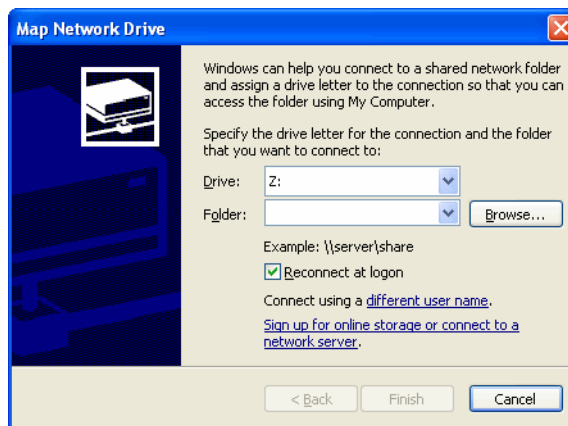 Map Network Drive
Windows can help you connect to a shared network folder
and assign a drive letter to the connection so that you can
access the folder using My Computer.
Specify the drive letter for the connection and the folder
that you want to connect to:
Drive: Z:
Folder: Browse...
Example: \\server\share
Reconnect at logon
Connect using a different user name.
Sign up for online storage or connect to a
network server.
< Back Finish Cancel